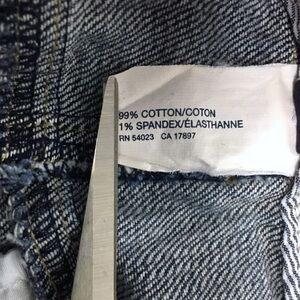 99% COTTON/COTON
1% SPANDEX/ÉLASTHANNE
RN 54023 CA 17897